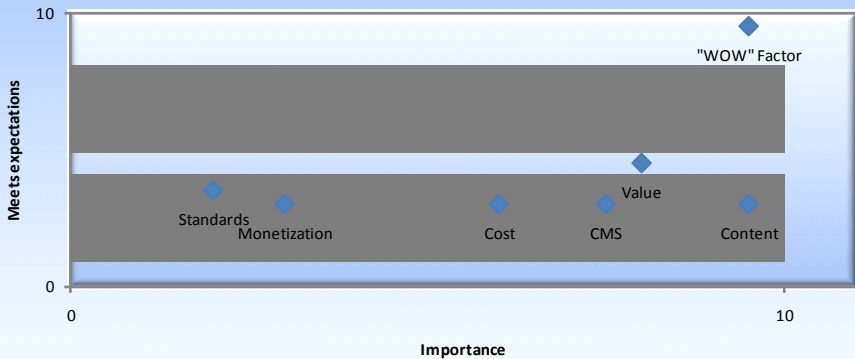 10
"WOW" Factor
Meets expectations
Value
Standards
Monetization
Cost
CMS
Content
0
0
10
Importance